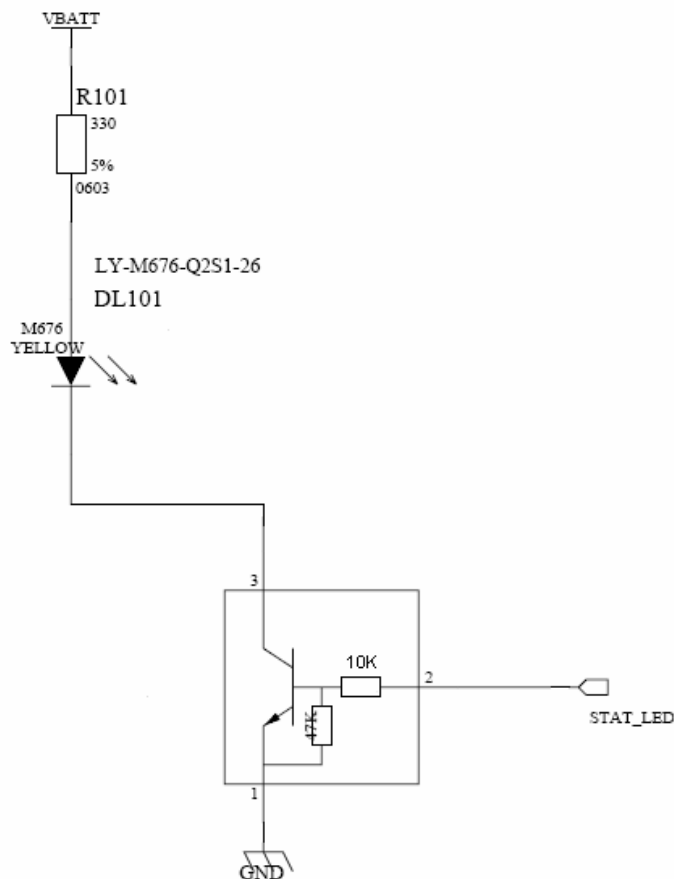 VBATT
R101
330
5%
0603
LY-M676-Q2S1-26
DL101
M676
YELLOW
3
10K
2
47K
STAT_LED
1
GND